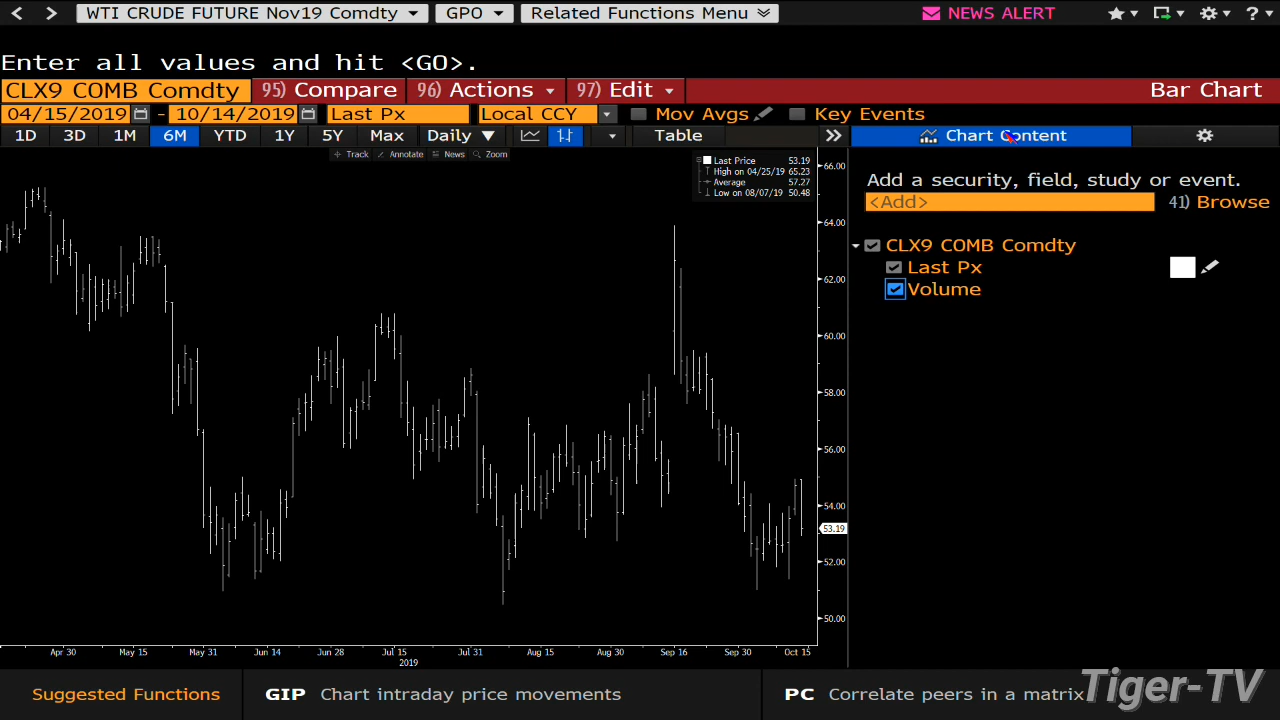 WTI CRUDE FUTURE Nov19 Comdty GPO Related Functions Menu NEWS ALERT ?
Enter all values and hit <GO>.
CLX9 COMB Comdty 95) Compare 96) Actions 97) Edit Bar Chart
04/15/2019 - 10/14/2019 Last Px Local CCY Mov Avgs Key Events
1D 3D 1M 6M YTD 1Y 5Y Max Daily Table Chart Content
Track Annotate News Zoom
Last Price 53.19
High on 04/25/19 65.23
Average 57.27
Low on 08/07/19 50.48
66.00
64.00
62.00
60.00
58.00
56.00
54.00
53.19
52.00
50.00
Add a security, field, study or event.
<Add> 41) Browse
CLX9 COMB Comdty
Last Px
Volume
Apr 30 May 15 May 31 Jun 14 Jun 28 Jul 15 Jul 31 Aug 15 Aug 30 Sep 16 Sep 30 Oct 15
2019
Suggested Functions GIP Chart intraday price movements PC Correlate peers in a matrix
Tiger-TV